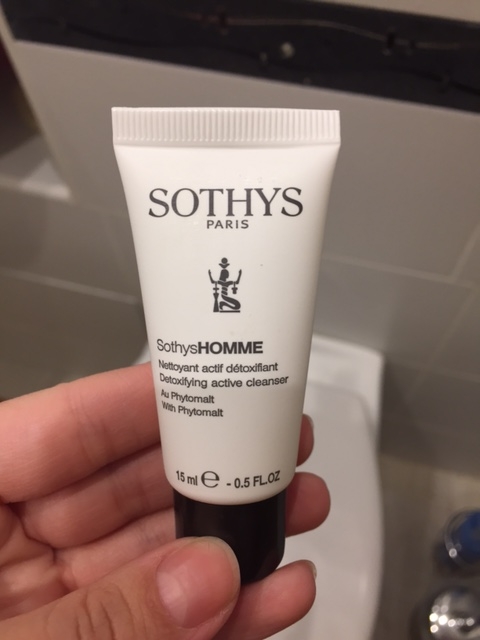 SOTHYS
PARIS
SothysHOMME
Nettoyant actif détoxifiant
Detoxifying active cleanser
Au Phytomalt
With Phytomalt
15 ml ℮ - 0.5 FL.OZ